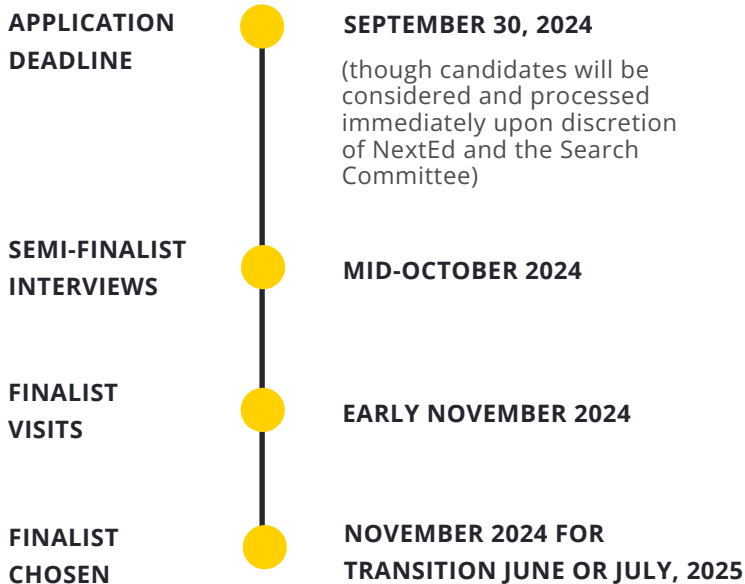 APPLICATION
DEADLINE
SEPTEMBER 30, 2024
(though candidates will be
considered and processed
immediately upon discretion
of NextEd and the Search
Committee)
SEMI-FINALIST
INTERVIEWS
MID-OCTOBER 2024
FINALIST
VISITS
EARLY NOVEMBER 2024
FINALIST
CHOSEN
NOVEMBER 2024 FOR
TRANSITION JUNE OR JULY, 2025